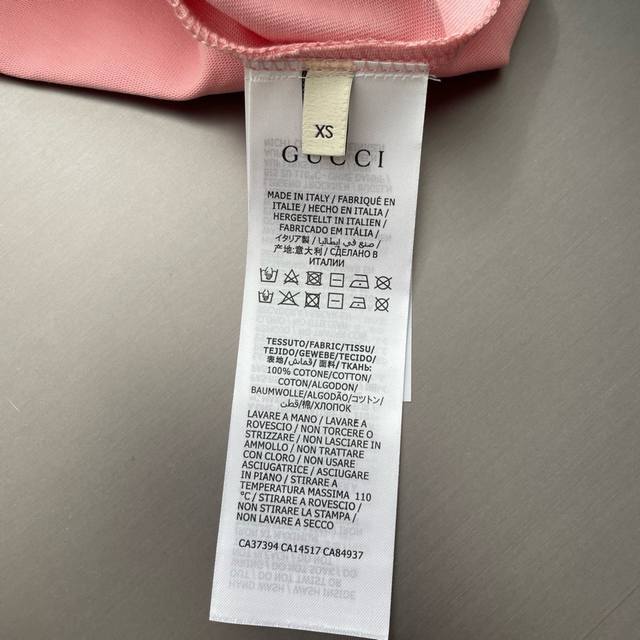 XS
GUCCI
MADE IN ITALY / FABRIQUÉ EN
ITALIE / HECHO EN ITALIA /
HERGESTELLT IN ITALIEN /
FABRICADO EM ITÁLIA /
イタリア製 / صنع في إيطاليا /
产地:意大利 / СДЕЛАНО В
ИТАЛИИ
TESSUTO/FABRIC/TISSU/
TEJIDO/GEWEBE/TECIDO/
表地/قماش/面料/ТКАНЬ:
100% COTONE/COTTON/
COTON/ALGODON/
BAUMWOLLE/ALGODÃO/コットン/
قطن/棉/ХЛОПОК
LAVARE A MANO / LAVARE A
ROVESCIO / NON TORCERE O
STRIZZARE / NON LASCIARE IN
AMMOLLO / NON TRATTARE
CON CLORO / NON USARE
ASCIUGATRICE / ASCIUGARE
IN PIANO / STIRARE A
TEMPERATURA MASSIMA 110
°C / STIRARE A ROVESCIO /
NON STIRARE LA STAMPA /
NON LAVARE A SECCO
CA37394 CA14517 CA84937